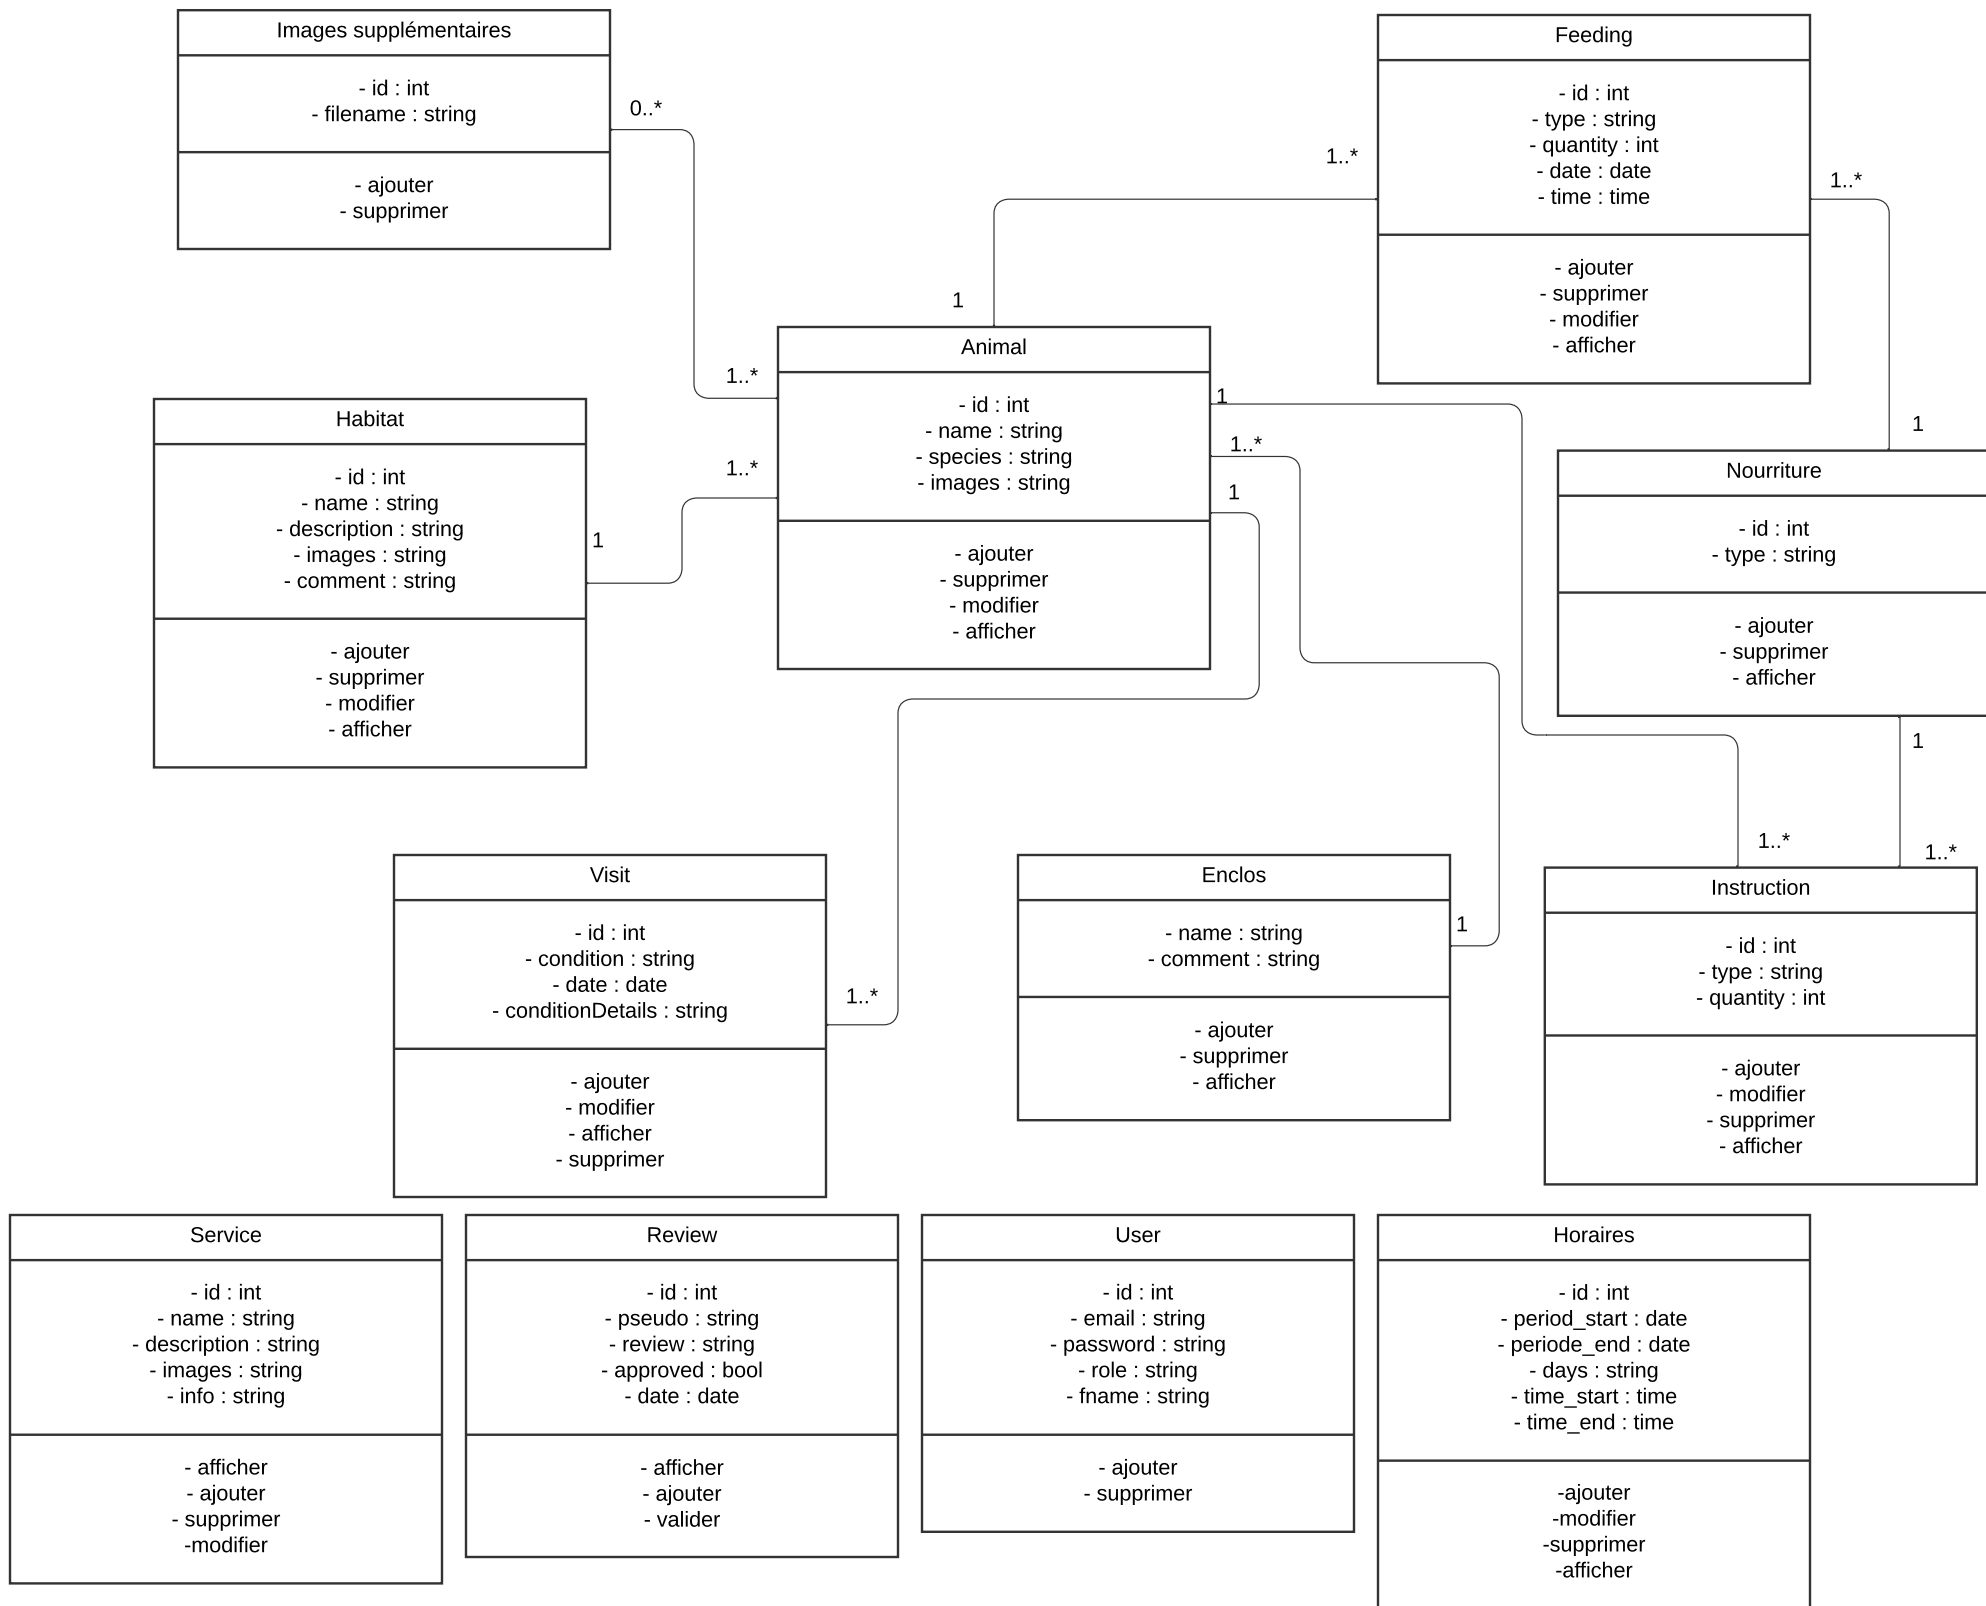 Images supplémentaires
- id : int
- filename : string
- ajouter
- supprimer
0..*
1..*
Feeding
- id : int
- type : string
- quantity : int
- date : date
- time : time
- ajouter
- supprimer
- modifier
- afficher
1..*
1..*
1
1
Animal
- id : int
- name : string
- species : string
- images : string
- ajouter
- supprimer
- modifier
- afficher
1
1..*
1
Habitat
- id : int
- name : string
- description : string
- images : string
- comment : string
- ajouter
- supprimer
- modifier
- afficher
1..*
1
Nourriture
- id : int
- type : string
- ajouter
- supprimer
- afficher
1
1..*
1..*
Visit
- id : int
- condition : string
- date : date
- conditionDetails : string
- ajouter
- modifier
- afficher
- supprimer
1..*
Enclos
- name : string
- comment : string
- ajouter
- supprimer
- afficher
1
Instruction
- id : int
- type : string
- quantity : int
- ajouter
- modifier
- supprimer
- afficher
Service
- id : int
- name : string
- description : string
- images : string
- info : string
- afficher
- ajouter
- supprimer
-modifier
Review
- id : int
- pseudo : string
- review : string
- approved : bool
- date : date
- afficher
- ajouter
- valider
User
- id : int
- email : string
- password : string
- role : string
- fname : string
- ajouter
- supprimer
Horaires
- id : int
- period_start : date
- periode_end : date
- days : string
- time_start : time
- time_end : time
-ajouter
-modifier
-supprimer
-afficher